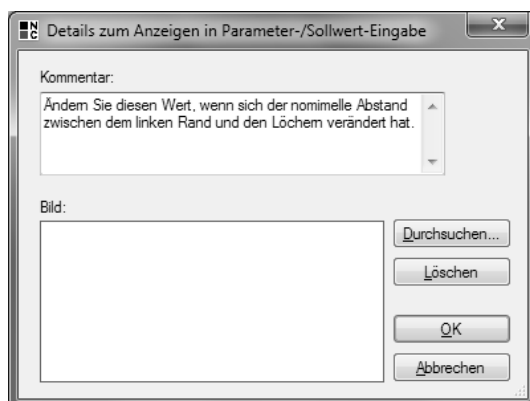 Details zum Anzeigen in Parameter-/Sollwert-Eingabe
Kommentar:
Ändern Sie diesen Wert, wenn sich der nomimelle Abstand
zwischen dem linken Rand und den Löchern verändert hat.
Bild:
Durchsuchen...
Löschen
OK
Abbrechen